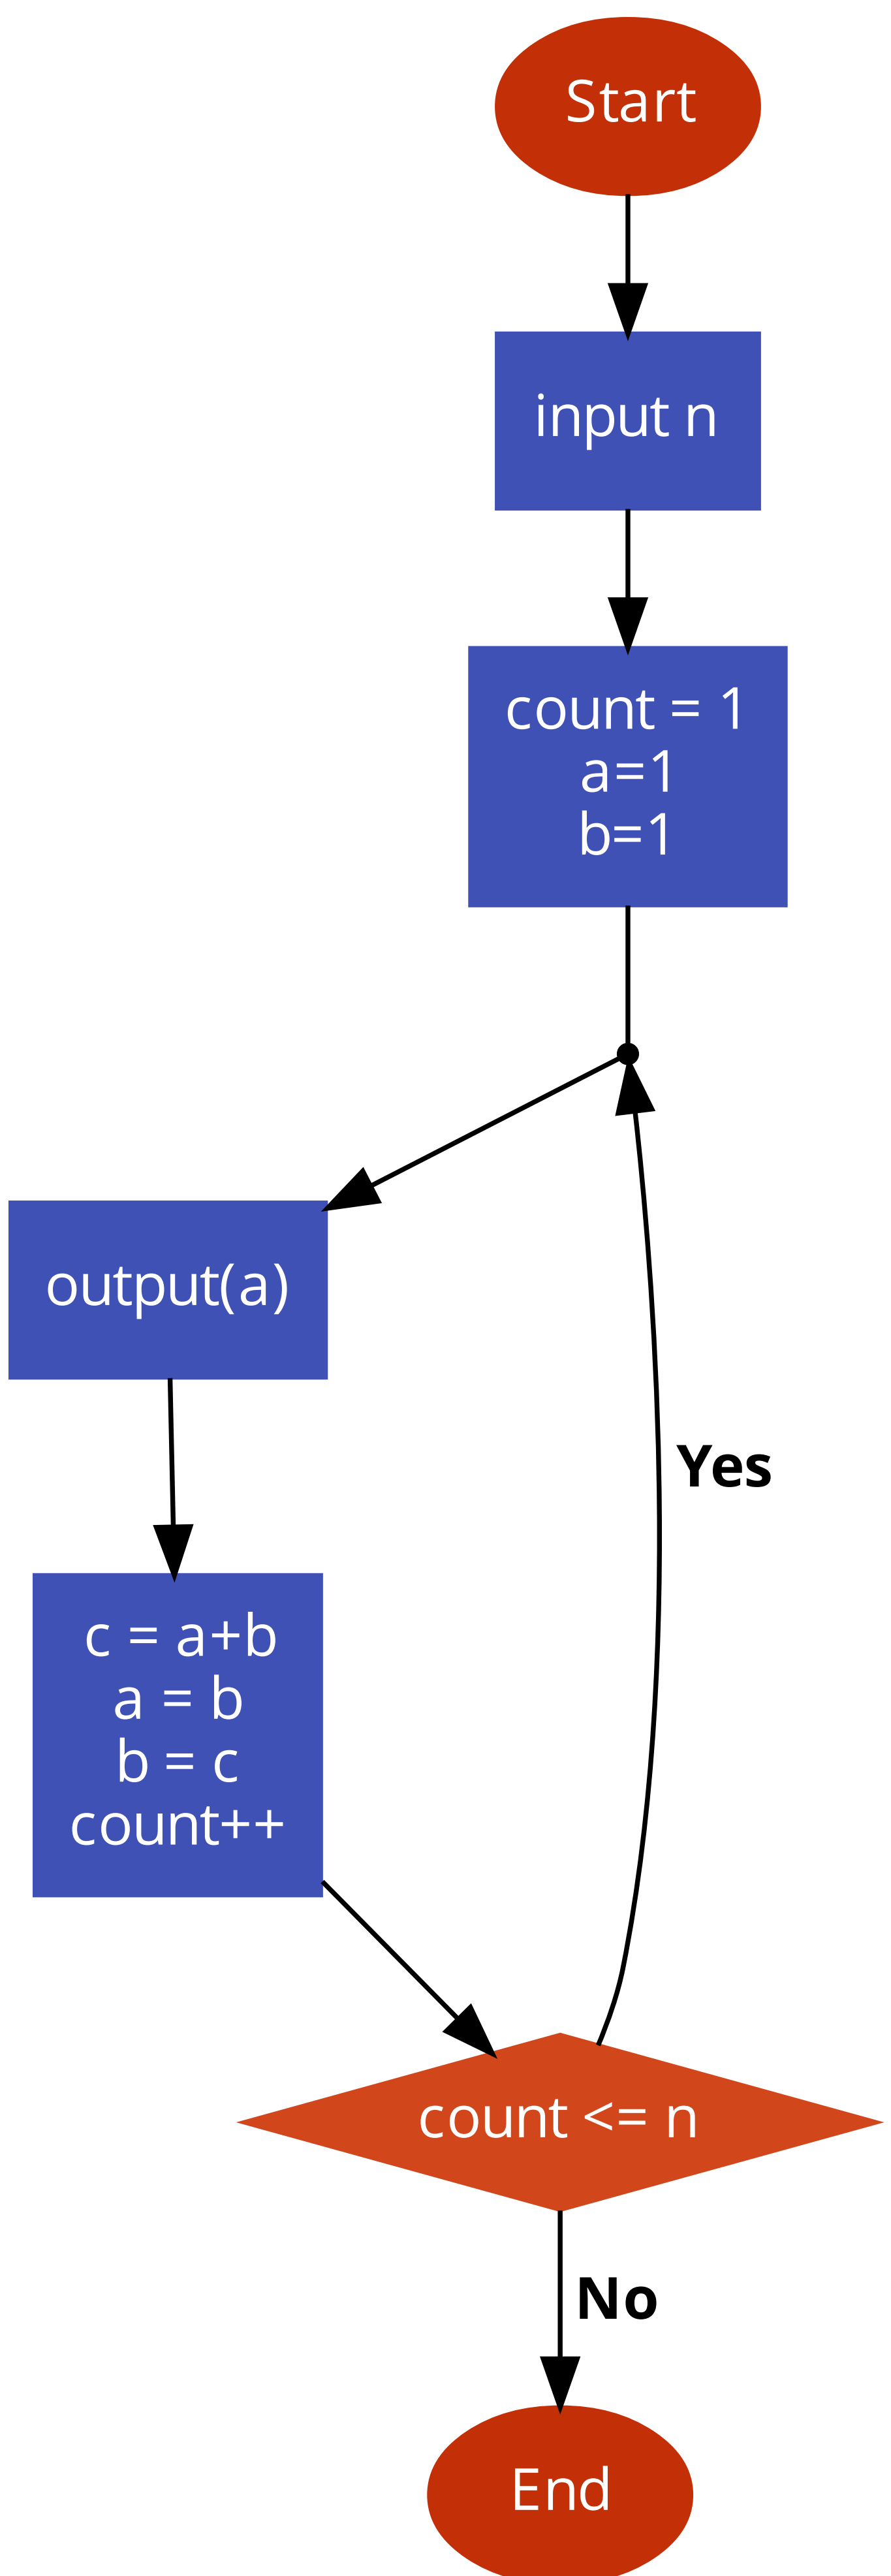 Start
input n
count = 1
a=1
b=1
output(a)
Yes
c = a+b
a = b
b = c
count++
count <= n
No
End